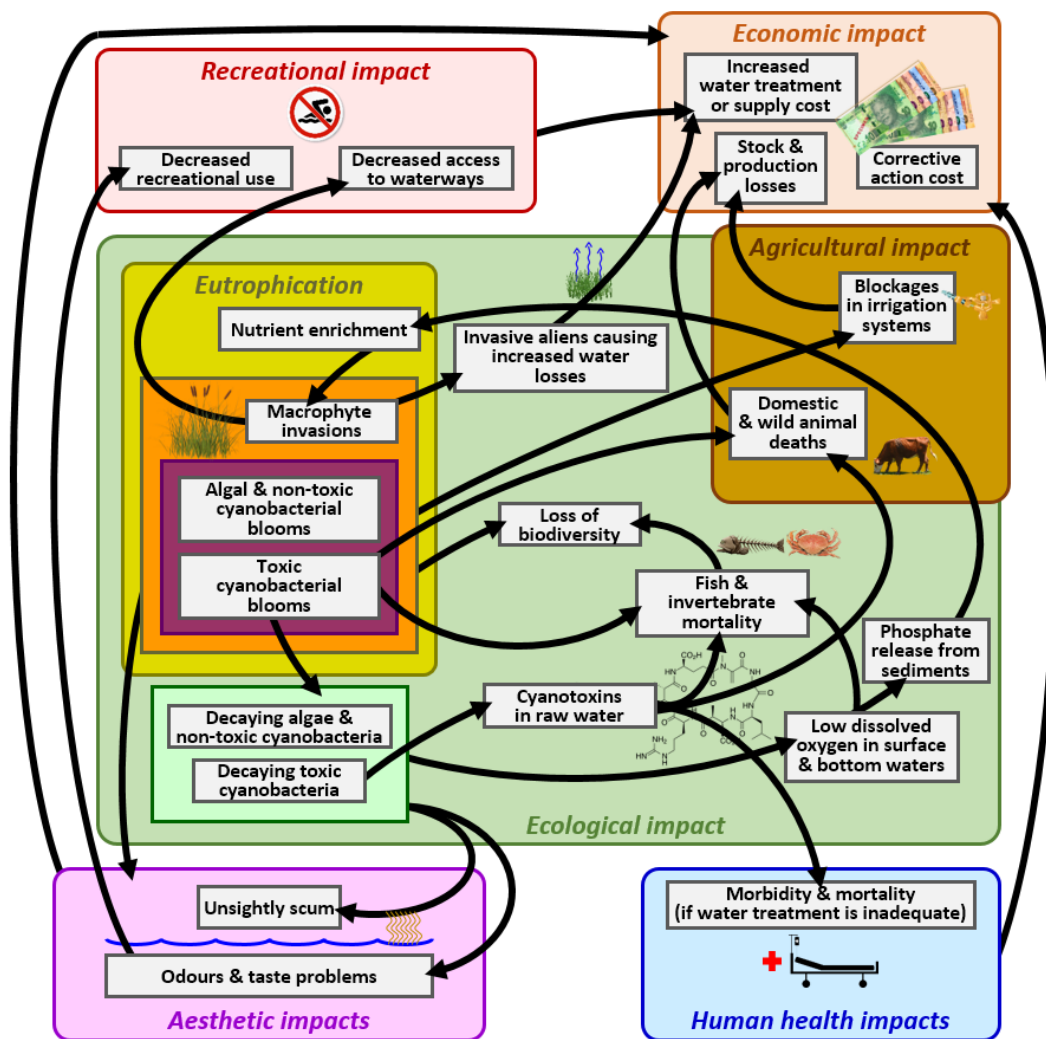 Economic impact
Recreational impact
Increased
water treatment
or supply cost
Decreased
recreational use
Decreased access
to waterways
Stock &
production
losses
Corrective
action cost
Agricultural impact
Eutrophication
Nutrient enrichment
Invasive aliens causing
increased water
losses
Blockages
in irrigation
systems
Macrophyte
invasions
Domestic
& wild animal
deaths
Algal & non-toxic
cyanobacterial
blooms
Loss of
biodiversity
Toxic
cyanobacterial
blooms
Fish &
invertebrate
mortality
Phosphate
release from
sediments
Cyanotoxins
in raw water
Decaying algae &
non-toxic cyanobacteria
Low dissolved
oxygen in surface
& bottom waters
Decaying toxic
cyanobacteria
CO₂H
NH₂
Ecological impact
Unsightly scum
Morbidity & mortality
(if water treatment is inadequate)
Odours & taste problems
Aesthetic impacts
Human health impacts